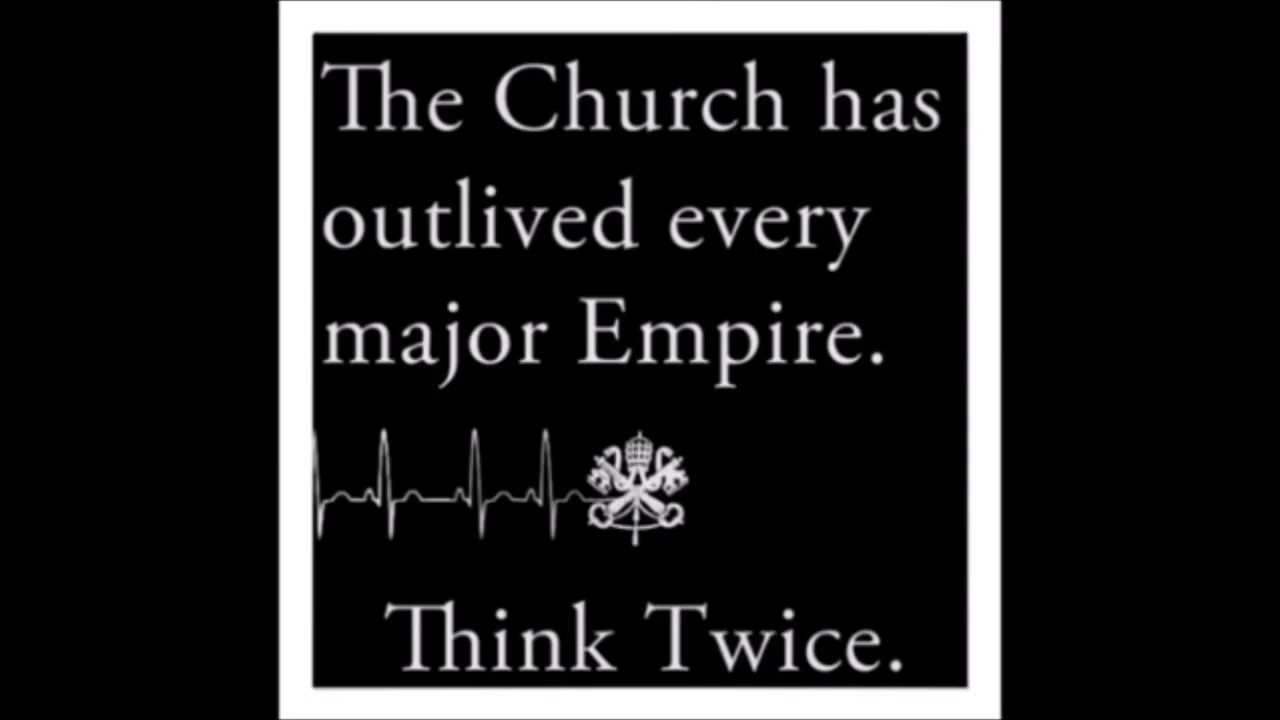 The Church has
outlived every
major Empire.
Think Twice.